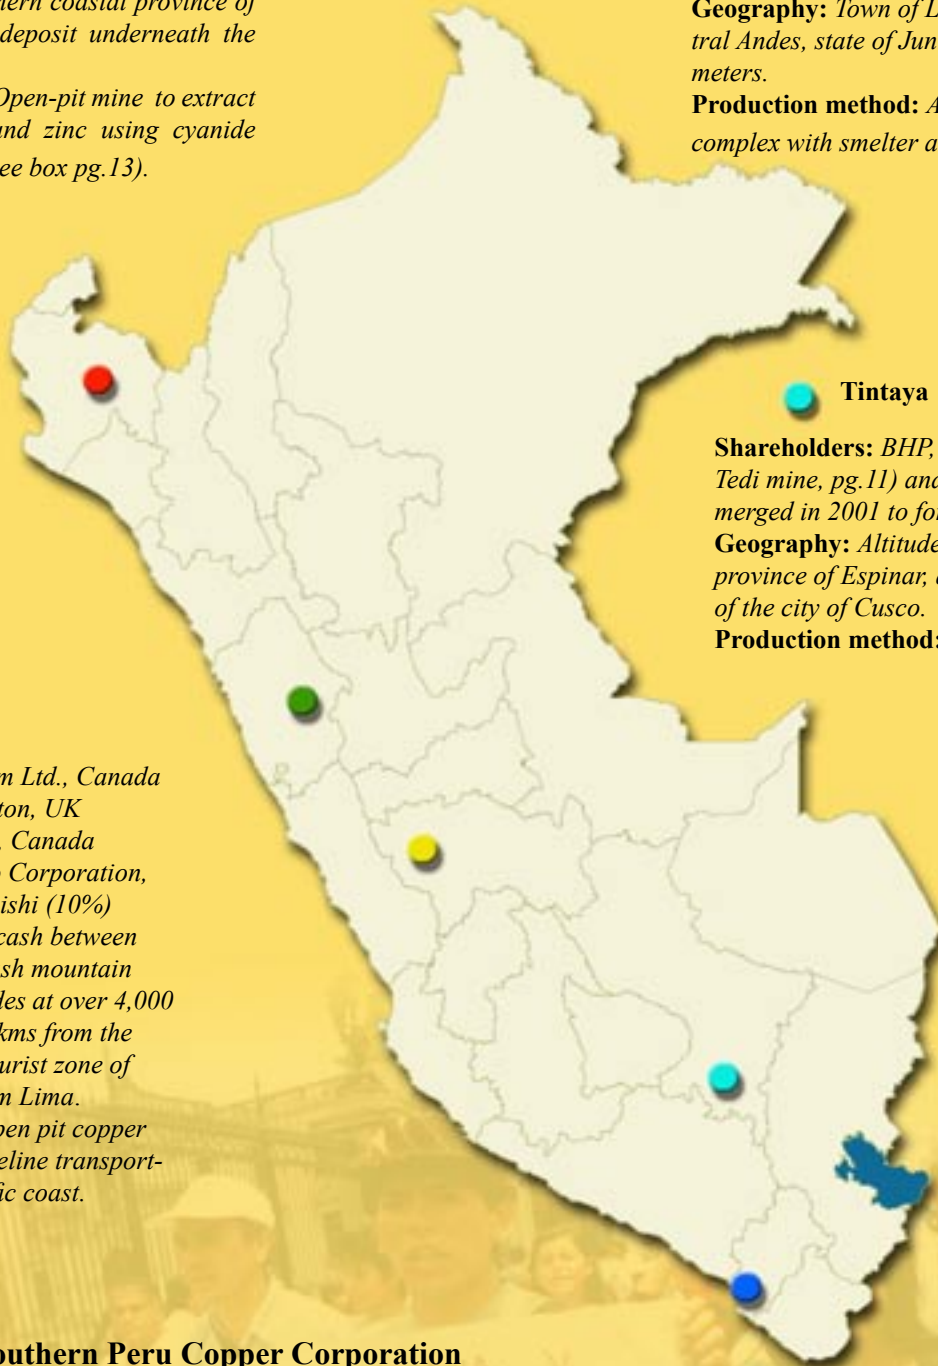 ern coastal province of
deposit underneath the
Open-pit mine to extract
and zinc using cyanide
ee box pg.13).
Geography: Town of L
tral Andes, state of Jun
meters.
Production method: A
complex with smelter a
Tintaya
Shareholders: BHP,
Tedi mine, pg.11) and
merged in 2001 to for
Geography: Altitude
province of Espinar,
of the city of Cusco.
Production method:
m Ltd., Canada
ton, UK
, Canada
Corporation,
ishi (10%)
cash between
sh mountain
des at over 4,000
kms from the
urist zone of
m Lima.
pen pit copper
eline transport-
fic coast.
outhern Peru Copper Corporation